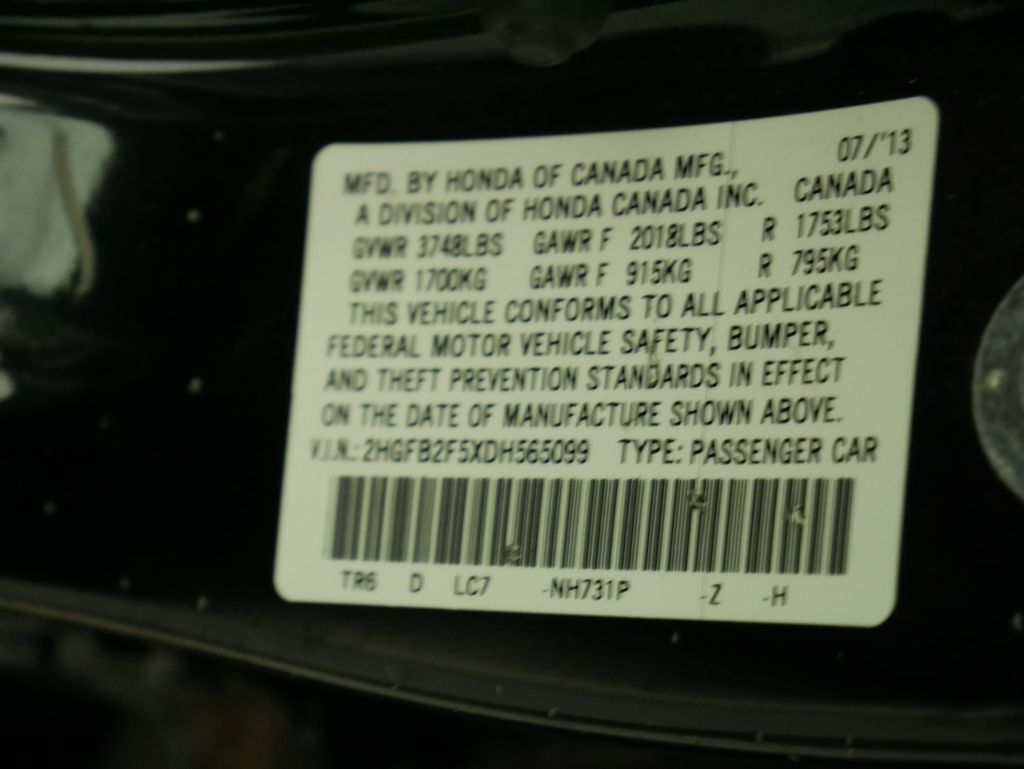 07/'13
MFD. BY HONDA OF CANADA MFG.,
A DIVISION OF HONDA CANADA INC. CANADA
GVWR 3748LBS GAWR F 2018LBS R 1753LBS
GVWR 1700KG GAWR F 915KG R 795KG
THIS VEHICLE CONFORMS TO ALL APPLICABLE
FEDERAL MOTOR VEHICLE SAFETY, BUMPER,
AND THEFT PREVENTION STANDARDS IN EFFECT
ON THE DATE OF MANUFACTURE SHOWN ABOVE.
V.I.N.: 2HGFB2F5XDH565099 TYPE: PASSENGER CAR
TR6 D LC7 -NH731P -Z -H